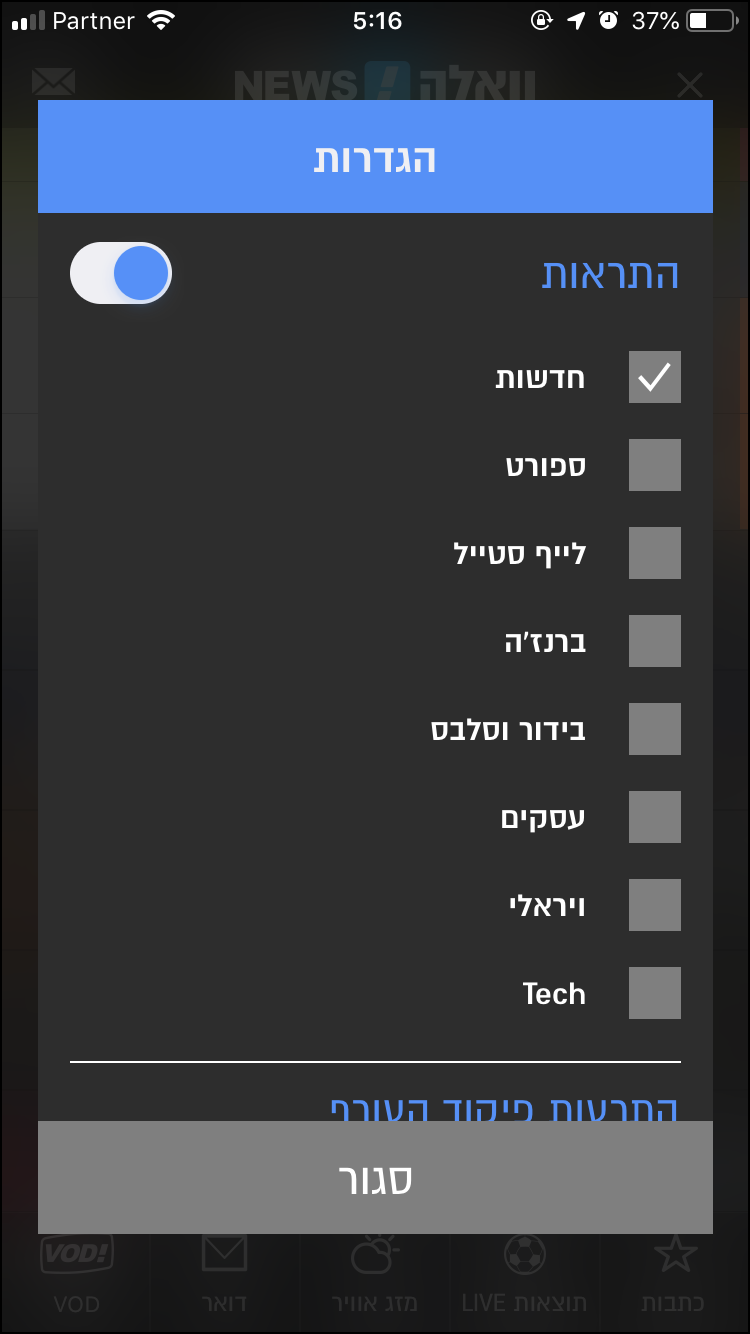 Partner 5:16 37%
וואלה! NEWS
הגדרות
התראות
חדשות
ספורט
לייף סטייל
ברנז'ה
בידור וסלבס
עסקים
ויראלי
Tech
התרעות פיקוד העורף
סגור
VOD!
כתבות
תוצאות LIVE
מזג אוויר
דואר
VOD